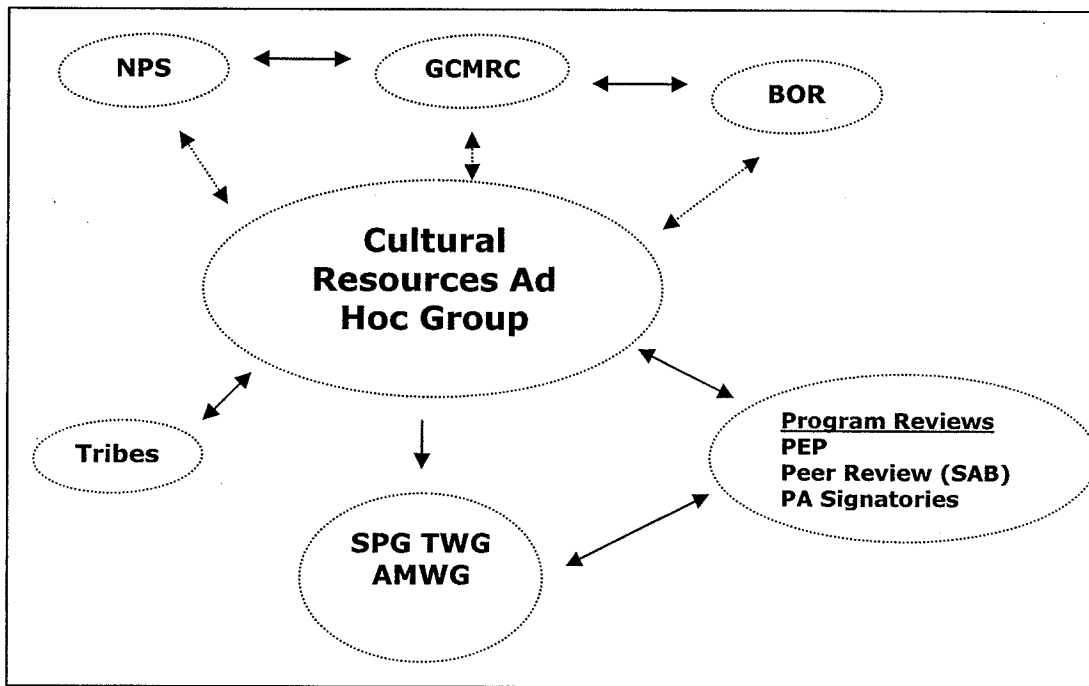 NPS
GCMRC
BOR
Cultural
Resources Ad
Hoc Group
Tribes
Program Reviews
PEP
Peer Review (SAB)
PA Signatories
SPG TWG
AMWG